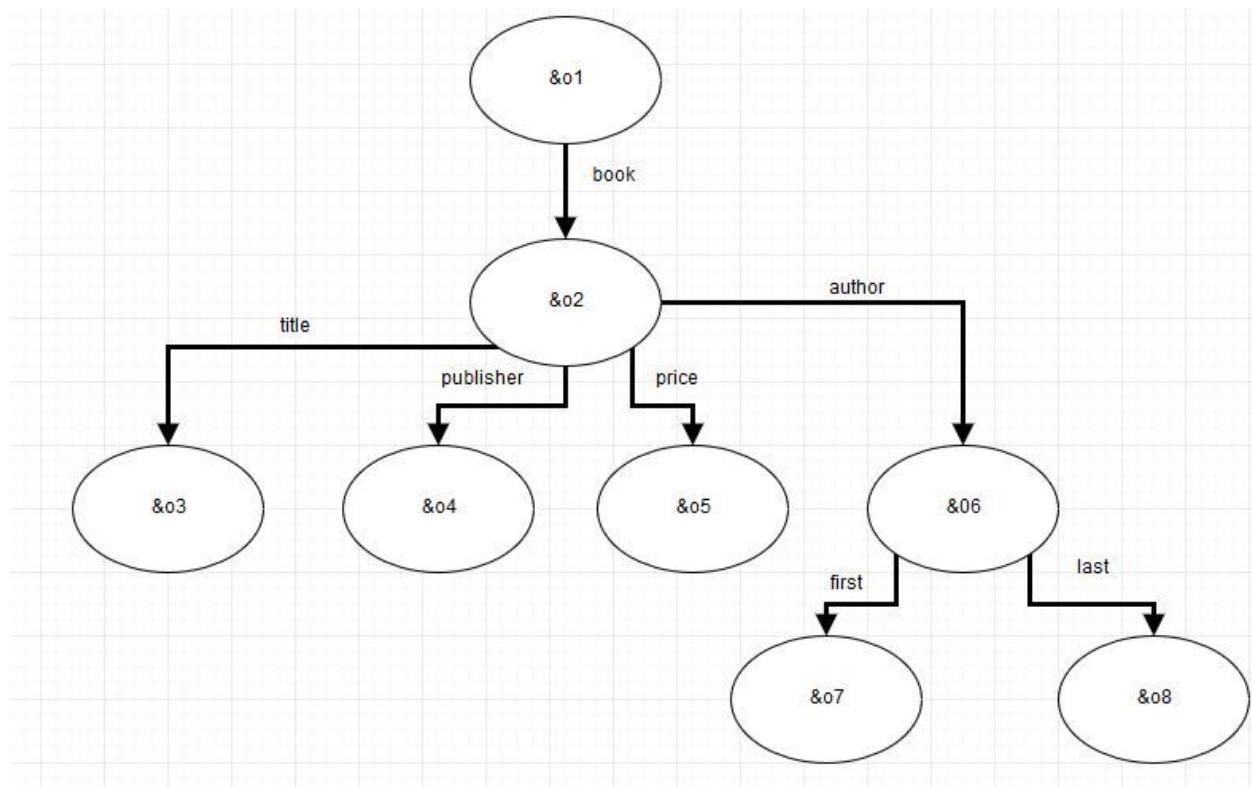 &o1
book
&o2
author
title
publisher
price
&o3
&o4
&o5
&06
first
last
&o7
&o8